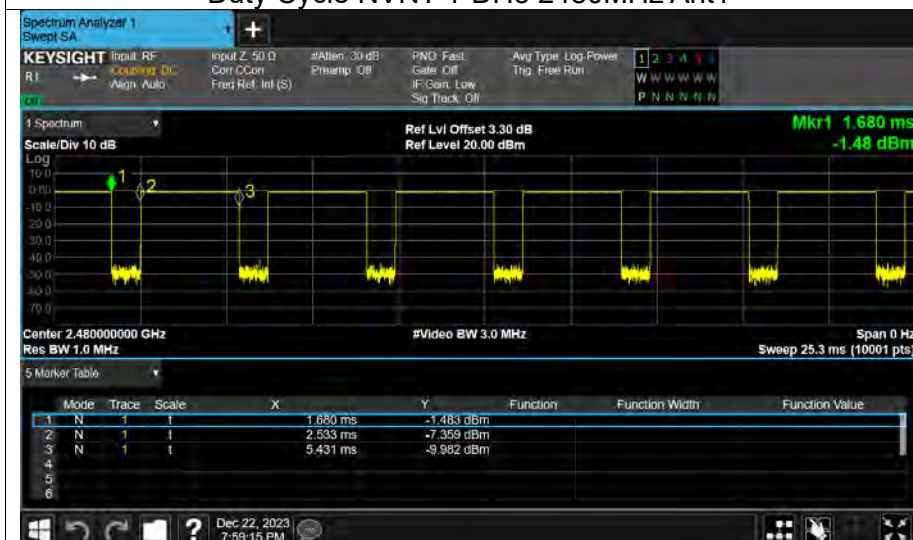 Duty Cycle NVNT 1-DH5 2480MHz Ant1
Spectrum Analyzer 1
Swept SA
+
KEYSIGHT Input: RF Input Z: 50 Ω #Atten: 30 dB PNO: Fast Avg Type: Log-Power 1 2 3 4 5 6
R1 Coupling: DC Corr CCorr Preamp: Off Gate: Off Trig: Free Run W W W W W W
Align: Auto Freq Ref: Int (S) IF Gain: Low
Sig Track: Off P N N N N N
1 Spectrum Ref Lvl Offset 3.30 dB Mkr1 1.680 ms
Scale/Div 10 dB Ref Level 20.00 dBm -1.48 dBm
Log
10.0
0.00
-10.0
-20.0
-30.0
-40.0
-50.0
-60.0
-70.0
1 2 3
Center 2.480000000 GHz #Video BW 3.0 MHz Span 0 Hz
Res BW 1.0 MHz Sweep 25.3 ms (10001 pts)
5 Marker Table
Mode Trace Scale X Y Function Function Width Function Value
1 N 1 t 1.680 ms -1.483 dBm
2 N 1 t 2.533 ms -7.359 dBm
3 N 1 t 5.431 ms -9.982 dBm
4
5
6
? Dec 22, 2023
7:59:15 PM